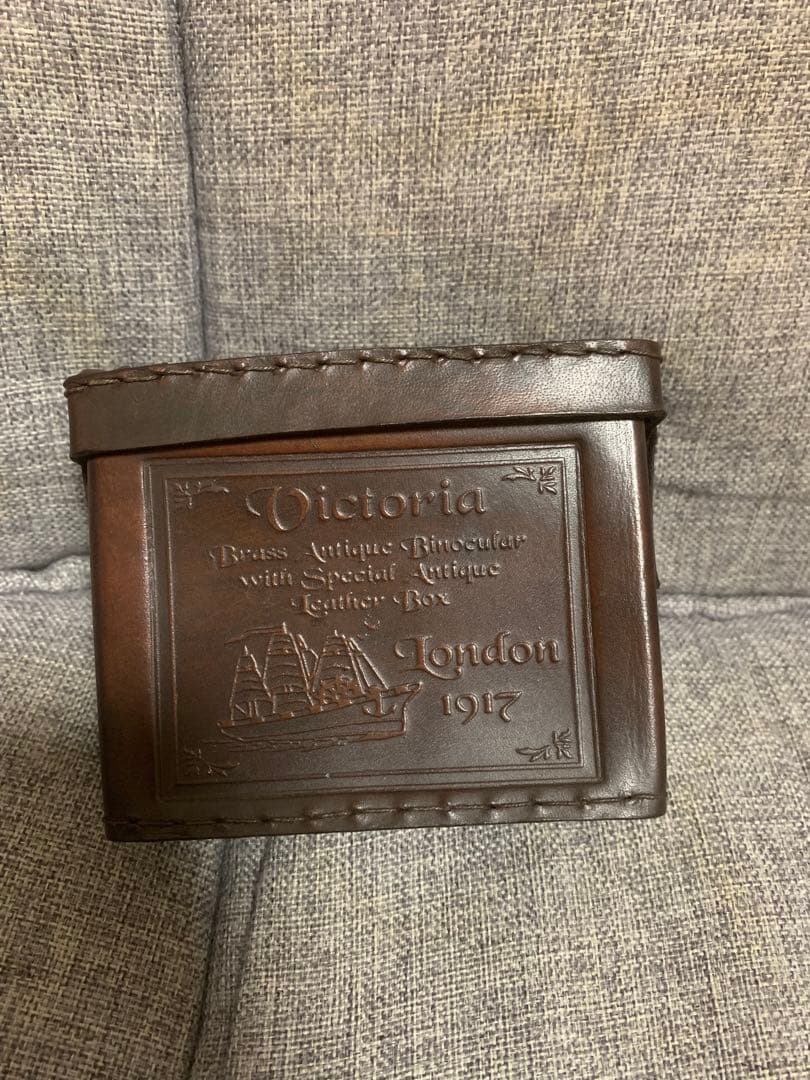 Victoria
Brass Antique Binocular
with Special Antique
Leather Box
London
1917